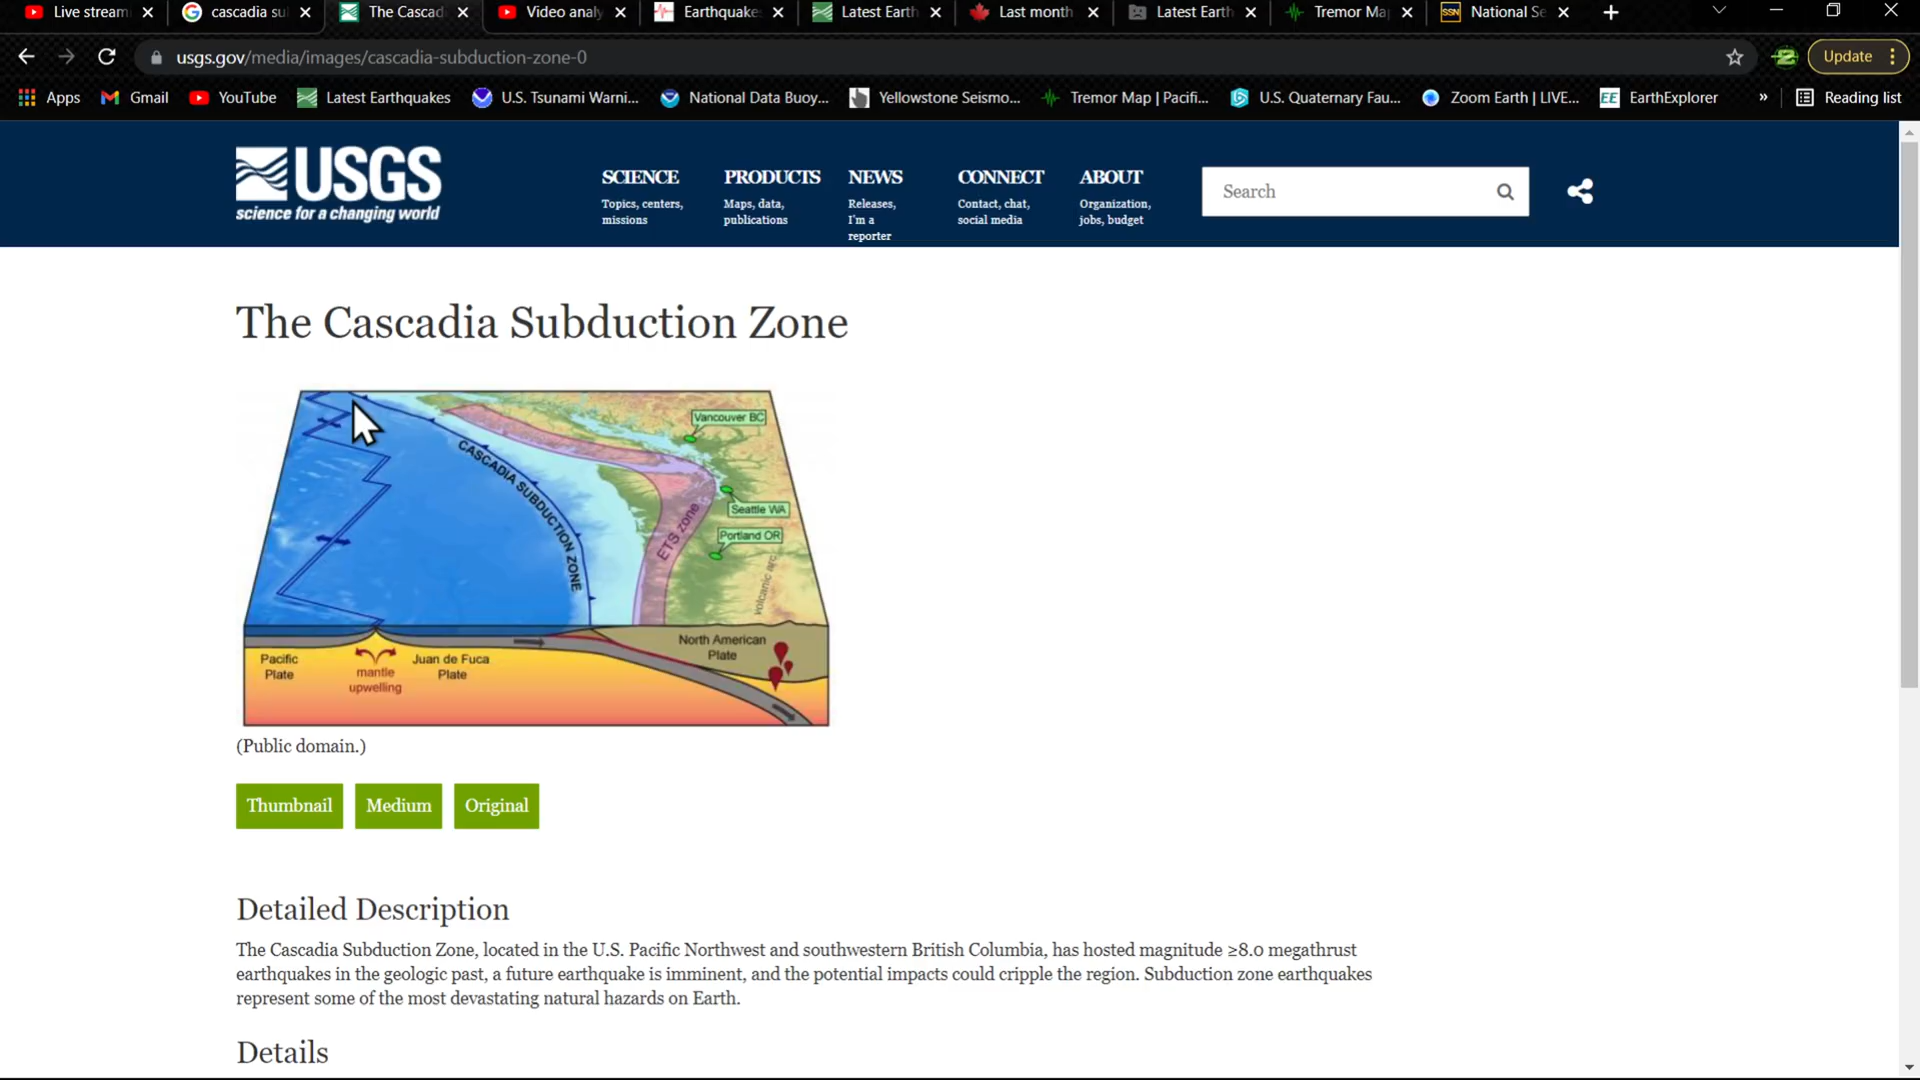 Live stream
cascadia su
The Cascad
Video analy
Earthquake
Latest Earth
Last month
Latest Earth
Tremor Ma
SSN
National Se
usgs.gov/media/images/cascadia-subduction-zone-0
Update
Apps
Gmail
YouTube
Latest Earthquakes
U.S. Tsunami Warni...
National Data Buoy...
Yellowstone Seismo...
Tremor Map | Pacifi...
U.S. Quaternary Fau...
Zoom Earth | LIVE...
EE
EarthExplorer
»
Reading list
USGS
science for a changing world
SCIENCE
Topics, centers,
missions
PRODUCTS
Maps, data,
publications
NEWS
Releases,
I'm a
reporter
CONNECT
Contact, chat,
social media
ABOUT
Organization,
jobs, budget
Search
The Cascadia Subduction Zone
Vancouver BC
CASCADIA SUBDUCTION ZONE
ETS zone
Seattle WA
Portland OR
volcanic arc
Pacific
Plate
mantle
upwelling
Juan de Fuca
Plate
North American
Plate
(Public domain.)
Thumbnail
Medium
Original
Detailed Description
The Cascadia Subduction Zone, located in the U.S. Pacific Northwest and southwestern British Columbia, has hosted magnitude ≥8.0 megathrust
earthquakes in the geologic past, a future earthquake is imminent, and the potential impacts could cripple the region. Subduction zone earthquakes
represent some of the most devastating natural hazards on Earth.
Details